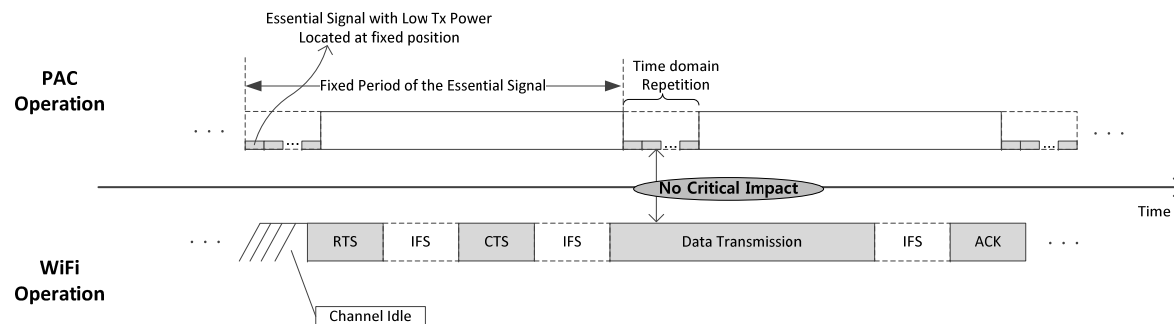 Essential Signal with Low Tx Power
Located at fixed position
PAC
Operation
Fixed Period of the Essential Signal
Time domain
Repetition
. . .
...
...
...
. . .
No Critical Impact
Time
. . .
RTS
IFS
CTS
IFS
Data Transmission
IFS
ACK
. . .
WiFi
Operation
Channel Idle